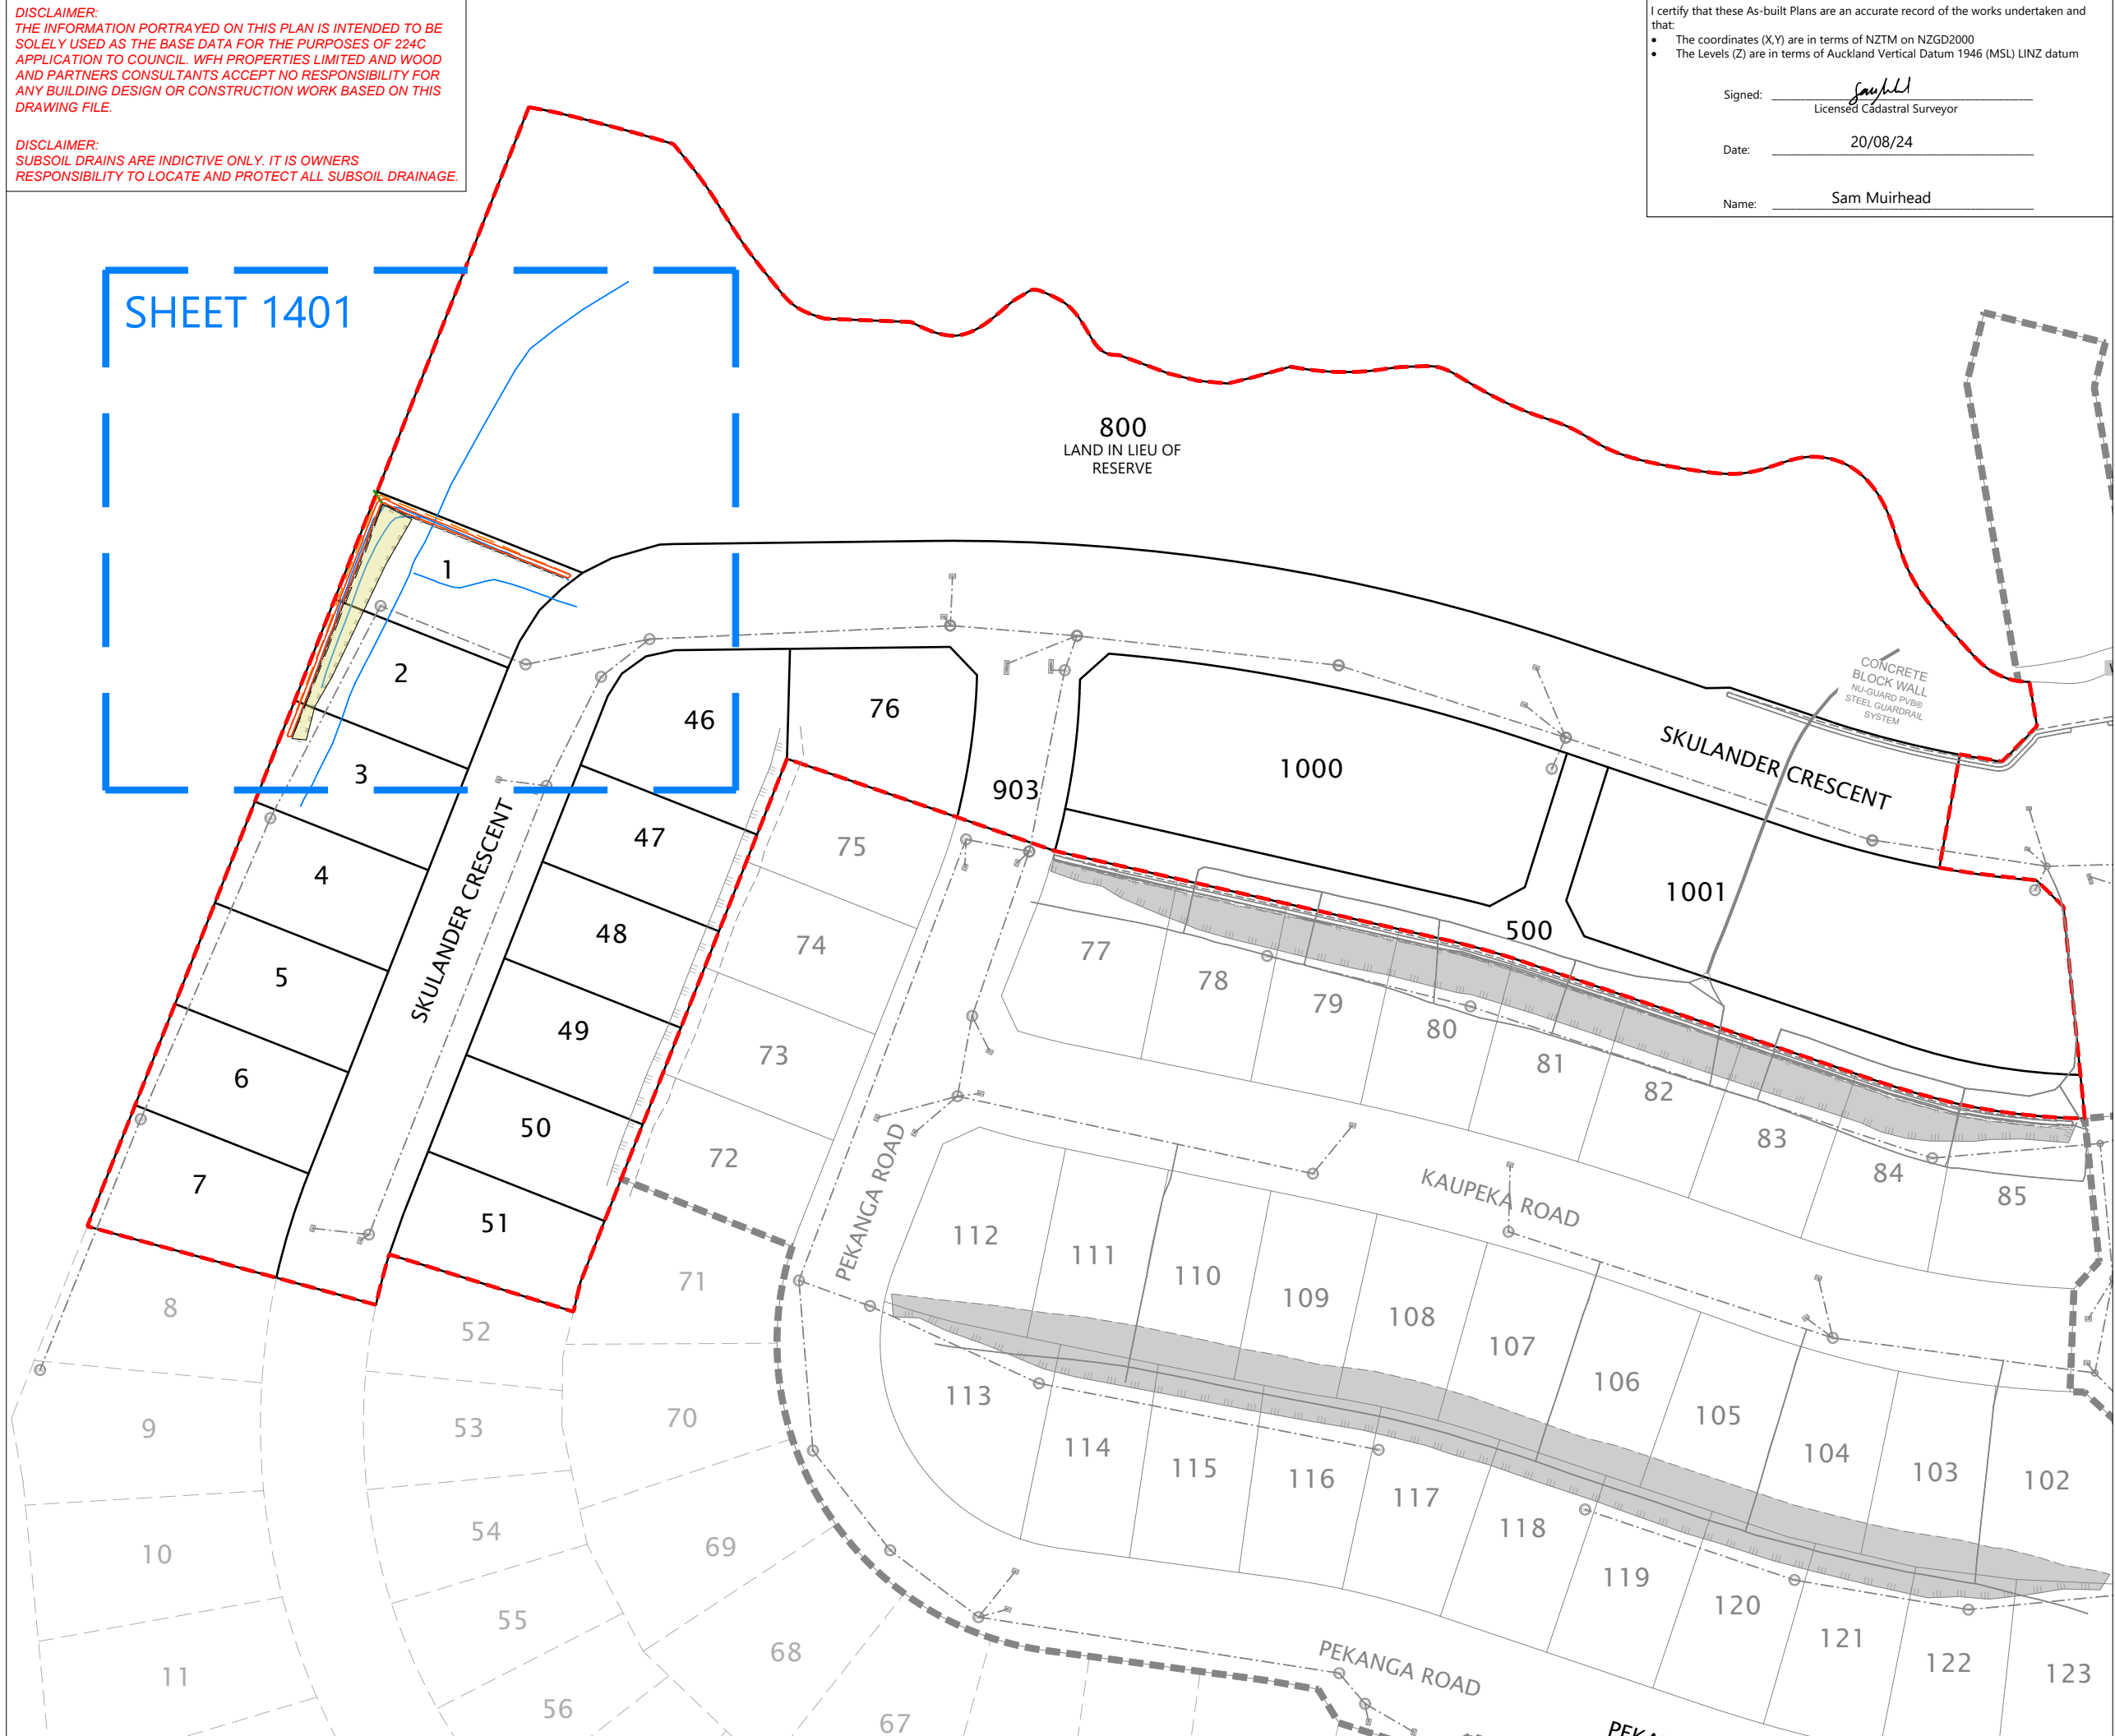 DISCLAIMER:
THE INFORMATION PORTRAYED ON THIS PLAN IS INTENDED TO BE
SOLELY USED AS THE BASE DATA FOR THE PURPOSES OF 224C
APPLICATION TO COUNCIL. WFH PROPERTIES LIMITED AND WOOD
AND PARTNERS CONSULTANTS ACCEPT NO RESPONSIBILITY FOR
ANY BUILDING DESIGN OR CONSTRUCTION WORK BASED ON THIS
DRAWING FILE.
DISCLAIMER:
SUBSOIL DRAINS ARE INDICTIVE ONLY. IT IS OWNERS
RESPONSIBILITY TO LOCATE AND PROTECT ALL SUBSOIL DRAINAGE.
I certify that these As-built Plans are an accurate record of the works undertaken and
that:
• The coordinates (X,Y) are in terms of NZTM on NZGD2000
• The Levels (Z) are in terms of Auckland Vertical Datum 1946 (MSL) LINZ datum
Signed:
Licensed Cadastral Surveyor
Date: 20/08/24
Name: Sam Muirhead
SHEET 1401
800
LAND IN LIEU OF
RESERVE
1
2
3
4
5
6
7
SKULANDER CRESCENT
46
47
48
49
50
51
76
903
1000
1001
500
SKULANDER CRESCENT
CONCRETE
BLOCK WALL
NU-GUARD PVB®
STEEL GUARDRAIL
SYSTEM
75
74
73
72
71
70
69
68
67
77
78
79
80
81
82
83
84
85
PEKANGA ROAD
KAUPEKA ROAD
112
111
110
109
108
107
106
105
104
103
102
113
114
115
116
117
118
119
120
121
122
123
8
9
10
11
52
53
54
55
56
PEKANGA ROAD